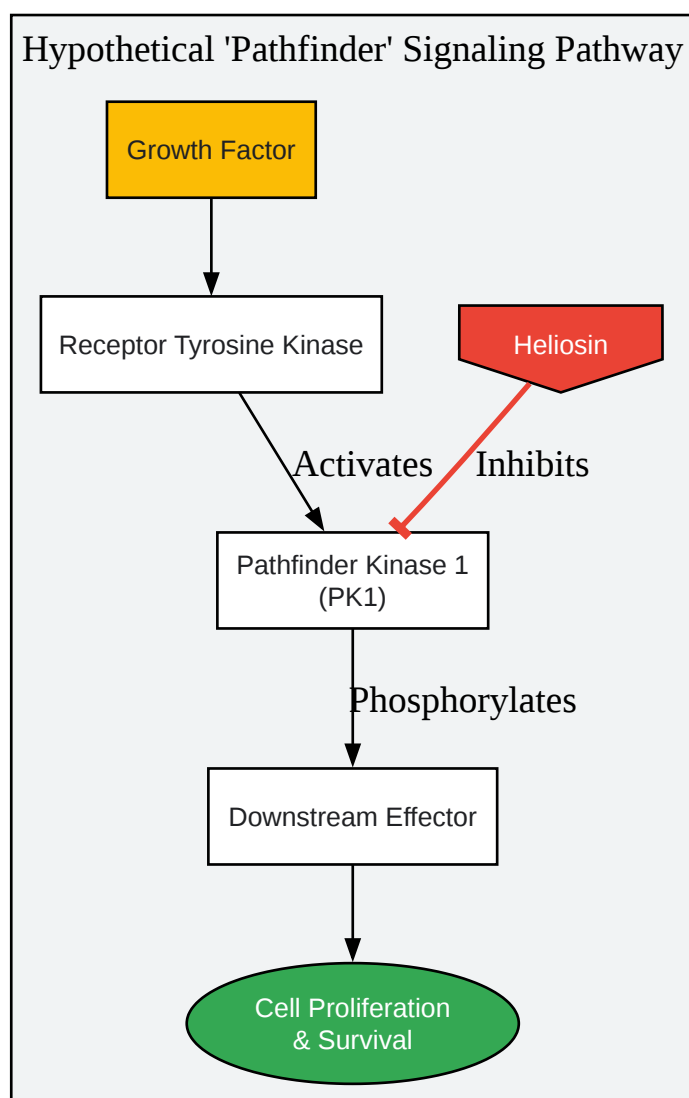 Hypothetical 'Pathfinder' Signaling Pathway
Growth Factor
Receptor Tyrosine Kinase
Heliosin
Activates
Inhibits
Pathfinder Kinase 1
(PK1)
Phosphorylates
Downstream Effector
Cell Proliferation
& Survival